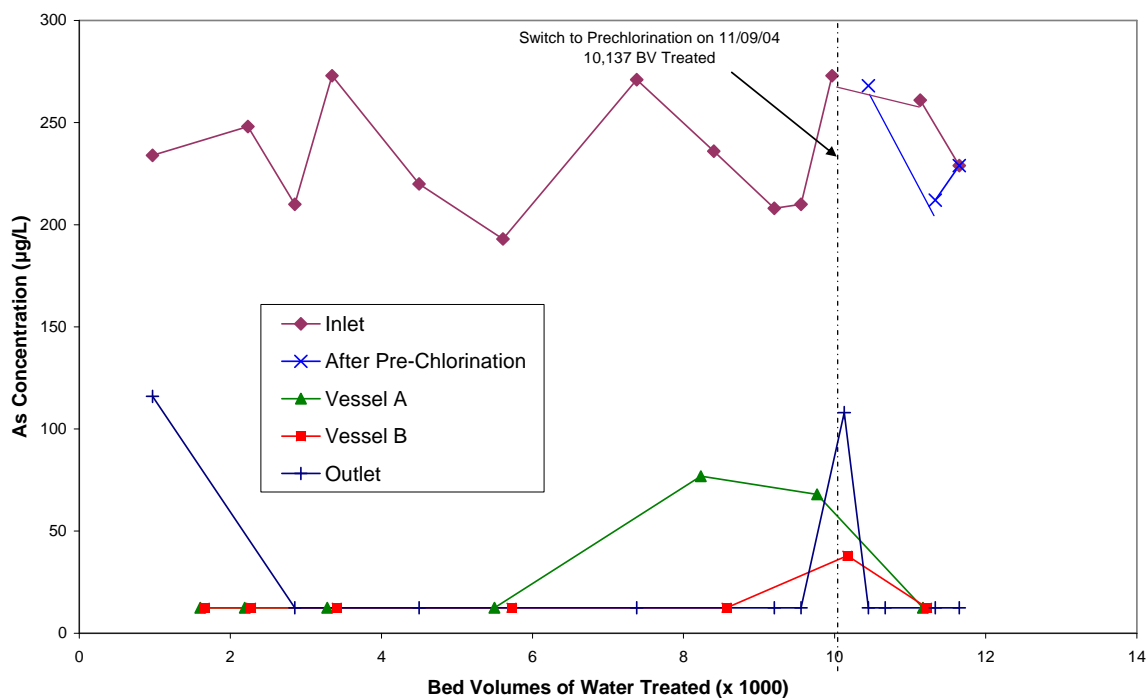 300
Switch to Prechlorination on 11/09/04
10,137 BV Treated
250
200
As Concentration (µg/L)
150
Inlet
After Pre-Chlorination
Vessel A
Vessel B
Outlet
100
50
0
0 2 4 6 8 10 12 14
Bed Volumes of Water Treated (x 1000)